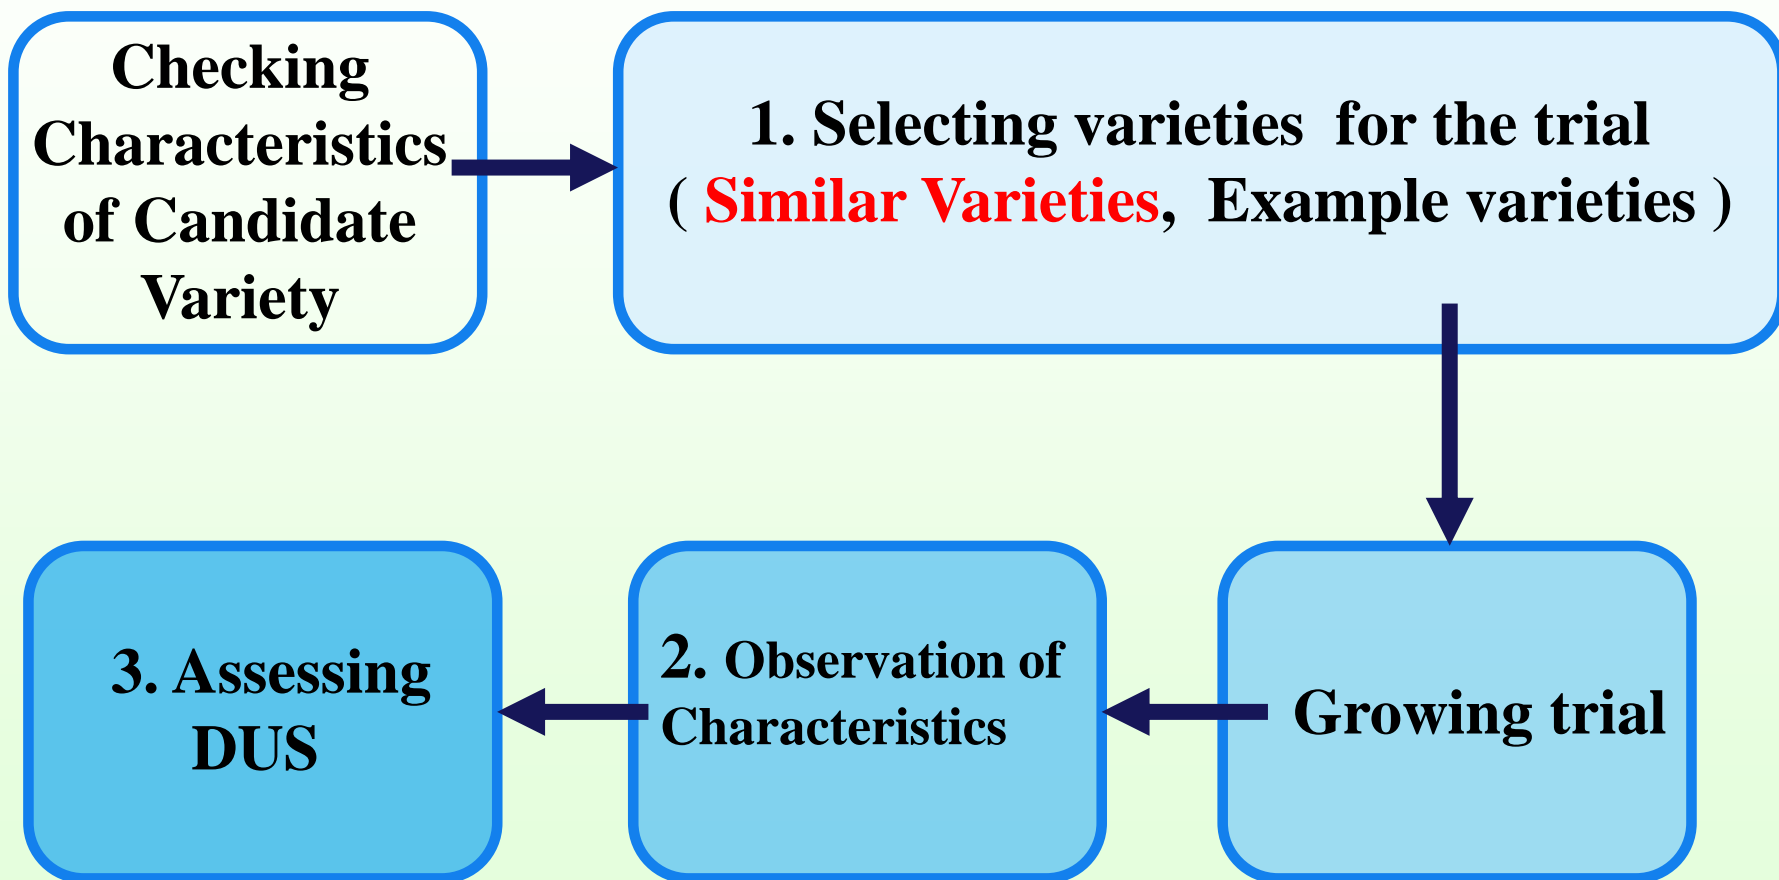 Checking
Characteristics
of Candidate
Variety
1. Selecting varieties for the trial
( Similar Varieties, Example varieties )
Growing trial
2. Observation of
Characteristics
3. Assessing
DUS